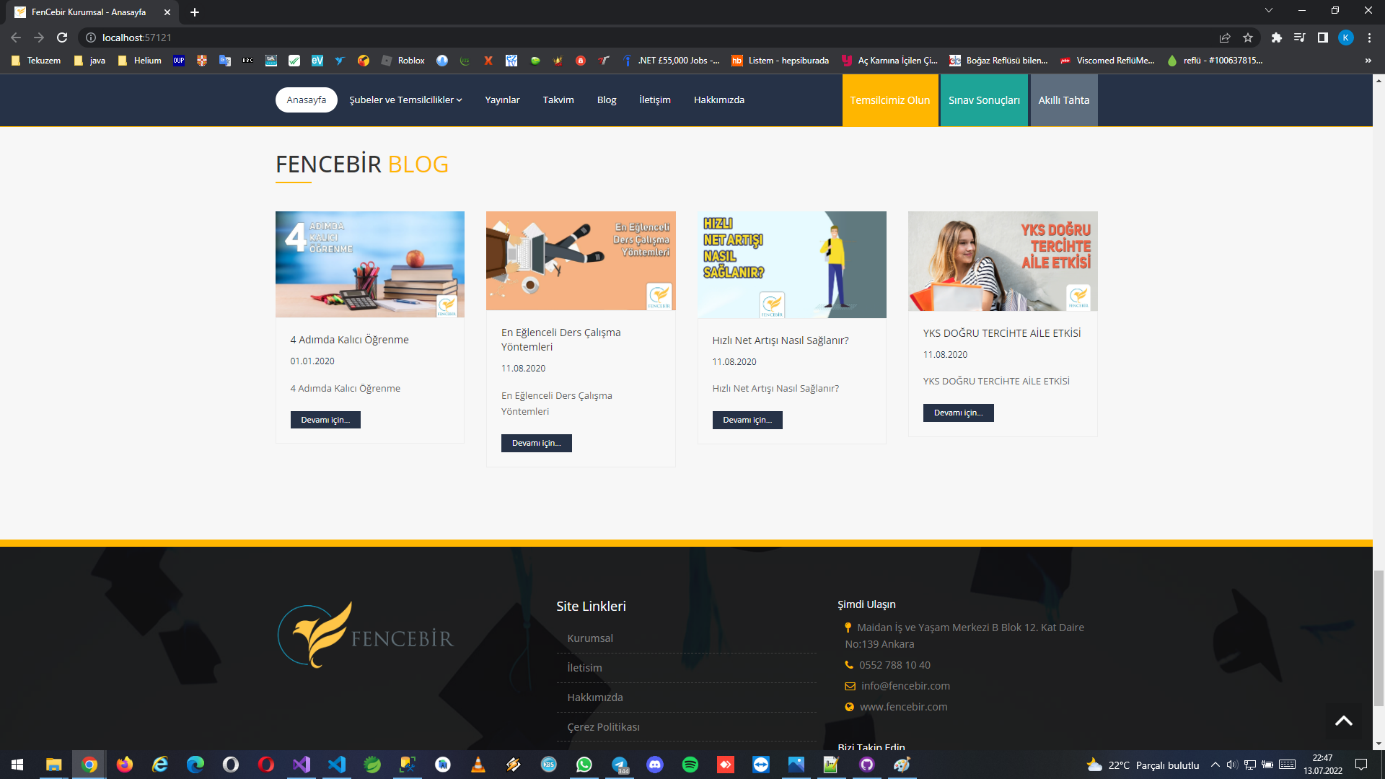 FenCebir Kurumsal - Anasayfa
localhost:57121
Tekuzem
java
Helium
Roblox
.NET £55,000 Jobs -...
Listem - hepsiburada
Aç Karnına İçilen Çi...
Boğaz Reflüsü bilen...
Viscomed RefluMe...
reflü - #100637815...
Anasayfa
Şubeler ve Temsilcilikler
Yayınlar
Takvim
Blog
İletişim
Hakkımızda
Temsilcimiz Olun
Sınav Sonuçları
Akıllı Tahta
FENCEBİR BLOG
4 ADIMDA
KALICI
ÖĞRENME
4 Adımda Kalıcı Öğrenme
01.01.2020
4 Adımda Kalıcı Öğrenme
Devamı için...
En Eğlenceli
Ders Çalışma
Yöntemleri
FENCEBİR
En Eğlenceli Ders Çalışma
Yöntemleri
11.08.2020
En Eğlenceli Ders Çalışma
Yöntemleri
Devamı için...
HIZLI
NET ARTIŞI
NASIL
SAĞLANIR?
FENCEBİR
Hızlı Net Artışı Nasıl Sağlanır?
11.08.2020
Hızlı Net Artışı Nasıl Sağlanır?
Devamı için...
YKS DOĞRU
TERCİHTE
AİLE ETKİSİ
FENCEBİR
YKS DOĞRU TERCİHTE AİLE ETKİSİ
11.08.2020
YKS DOĞRU TERCİHTE AİLE ETKİSİ
Devamı için...
FENCEBİR
Site Linkleri
Kurumsal
İletisim
Hakkımızda
Çerez Politikası
Şimdi Ulaşın
Maidan İş ve Yaşam Merkezi B Blok 12. Kat Daire
No:139 Ankara
0552 788 10 40
info@fencebir.com
www.fencebir.com
Bizi Takip Edin
22°C Parçalı bulutlu
22:47
13.07.2022